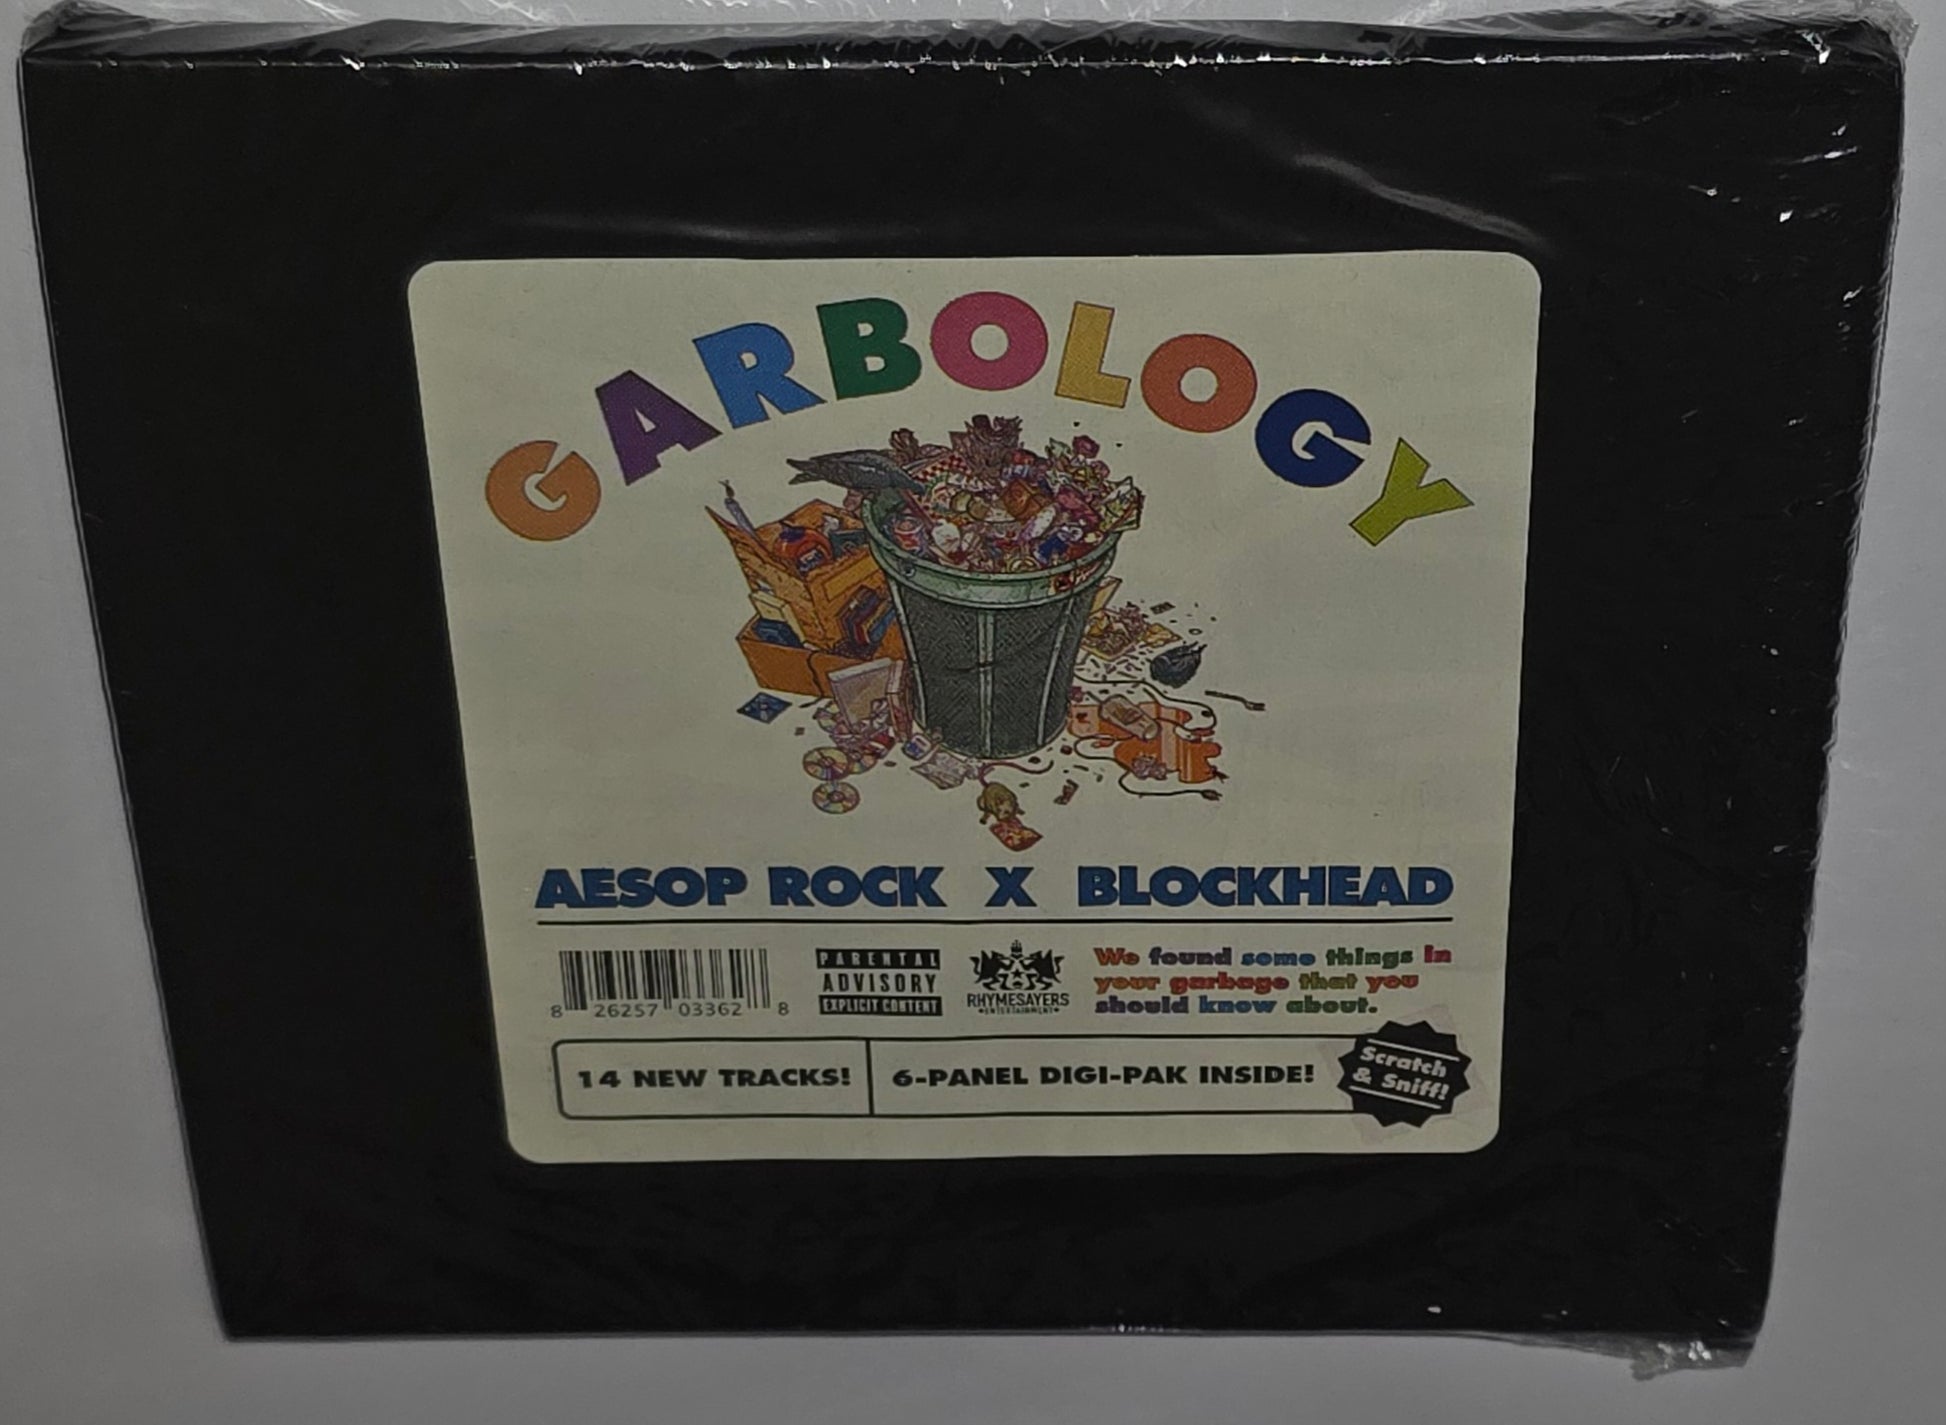 GARBOLOGY
AESOP ROCK X BLOCKHEAD
8 26257 03362 8
PARENTAL
ADVISORY
EXPLICIT CONTENT
RHYMESAYERS
•ENTERTAINMENT•
We found some things in
your garbage that you
should know about.
14 NEW TRACKS!
6-PANEL DIGI-PAK INSIDE!
Scratch
& Sniff!